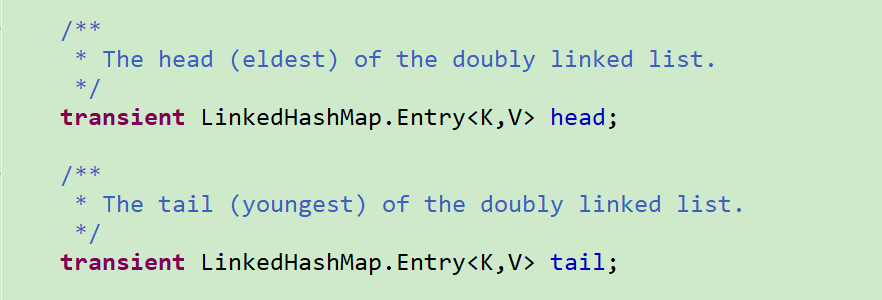 /**
 * The head (eldest) of the doubly linked list.
 */
transient LinkedHashMap.Entry<K,V> head;
/**
 * The tail (youngest) of the doubly linked list.
 */
transient LinkedHashMap.Entry<K,V> tail;